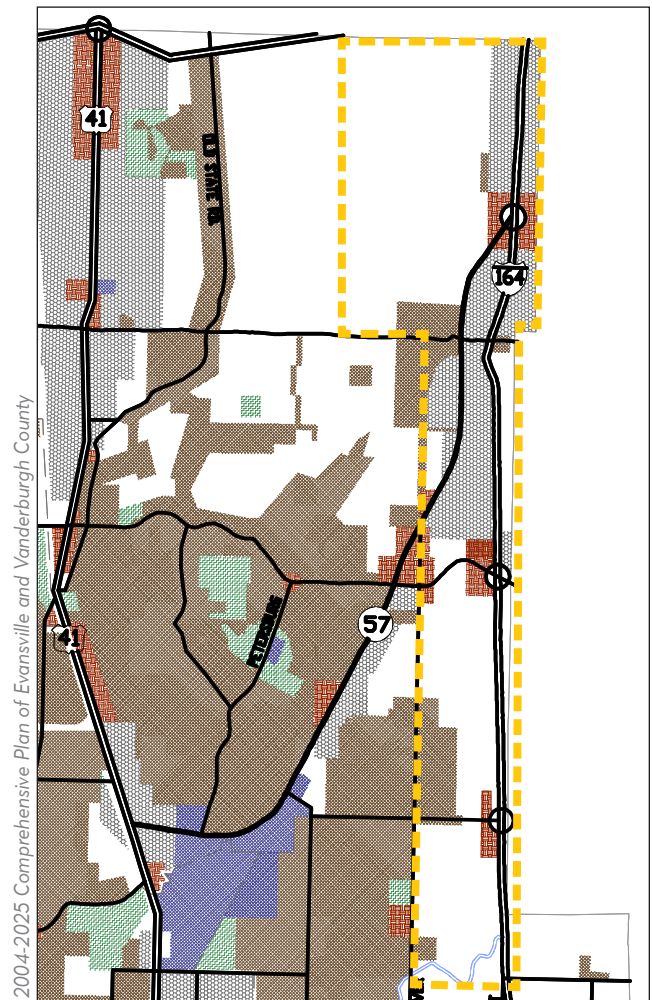 41
OLD STATE RD.
164
41
PETERSBURG
57
2004-2025 Comprehensive Plan of Evansville and Vanderburgh County